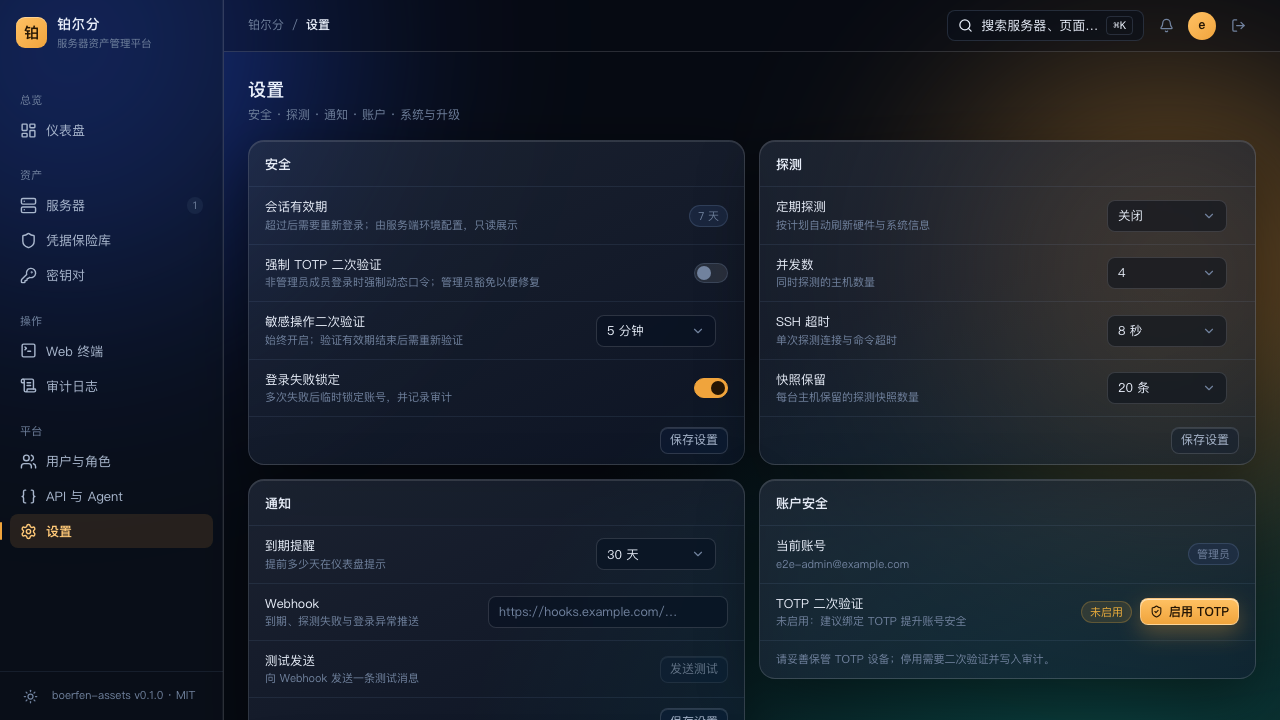 铂
铂尔分
服务器资产管理平台
总览
仪表盘
资产
服务器
1
凭据保险库
密钥对
操作
Web 终端
审计日志
平台
用户与角色
API 与 Agent
设置
boerfen-assets v0.1.0 · MIT
铂尔分 / 设置
搜索服务器、页面… ⌘K
e
设置
安全 · 探测 · 通知 · 账户 · 系统与升级
安全
会话有效期
超过后需要重新登录；由服务端环境配置，只读展示
7 天
强制 TOTP 二次验证
非管理员成员登录时强制动态口令；管理员豁免以便修复
敏感操作二次验证
始终开启；验证有效期结束后需重新验证
5 分钟
登录失败锁定
多次失败后临时锁定账号，并记录审计
保存设置
探测
定期探测
按计划自动刷新硬件与系统信息
关闭
并发数
同时探测的主机数量
4
SSH 超时
单次探测连接与命令超时
8 秒
快照保留
每台主机保留的探测快照数量
20 条
保存设置
通知
到期提醒
提前多少天在仪表盘提示
30 天
Webhook
到期、探测失败与登录异常推送
https://hooks.example.com/...
测试发送
向 Webhook 发送一条测试消息
发送测试
保存设置
账户安全
当前账号
e2e-admin@example.com
管理员
TOTP 二次验证
未启用：建议绑定 TOTP 提升账号安全
未启用
启用 TOTP
请妥善保管 TOTP 设备；停用需要二次验证并写入审计。